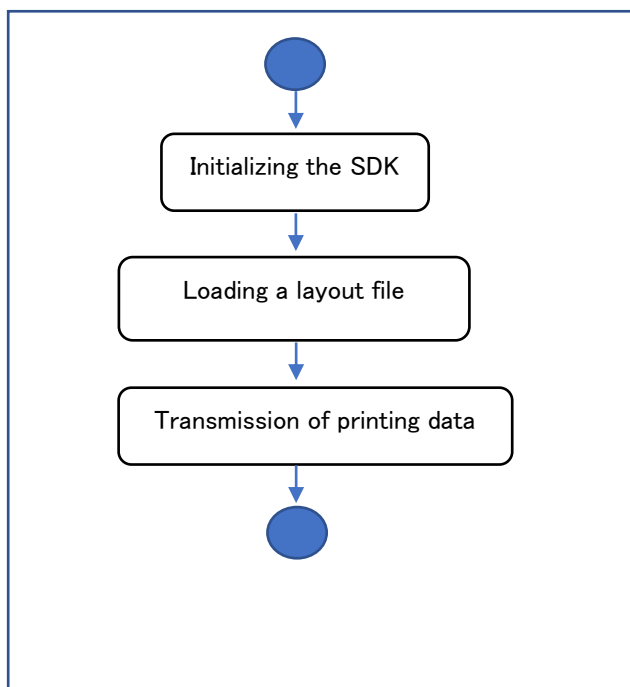 Initializing the SDK
Loading a layout file
Transmission of printing data